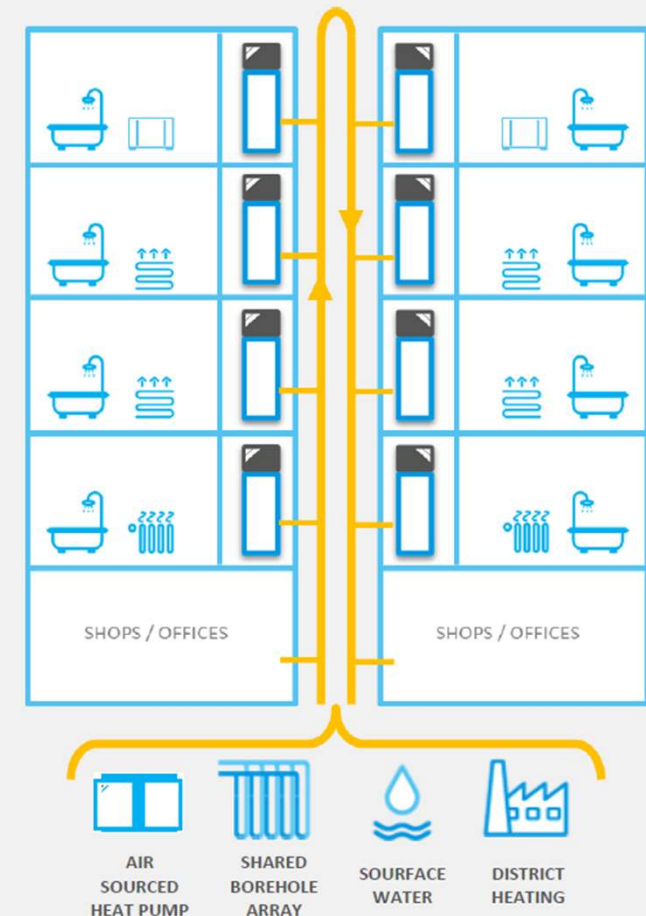 SHOPS / OFFICES
SHOPS / OFFICES
AIR
SOURCED
HEAT PUMP
SHARED
BOREHOLE
ARRAY
SOURFACE
WATER
DISTRICT
HEATING